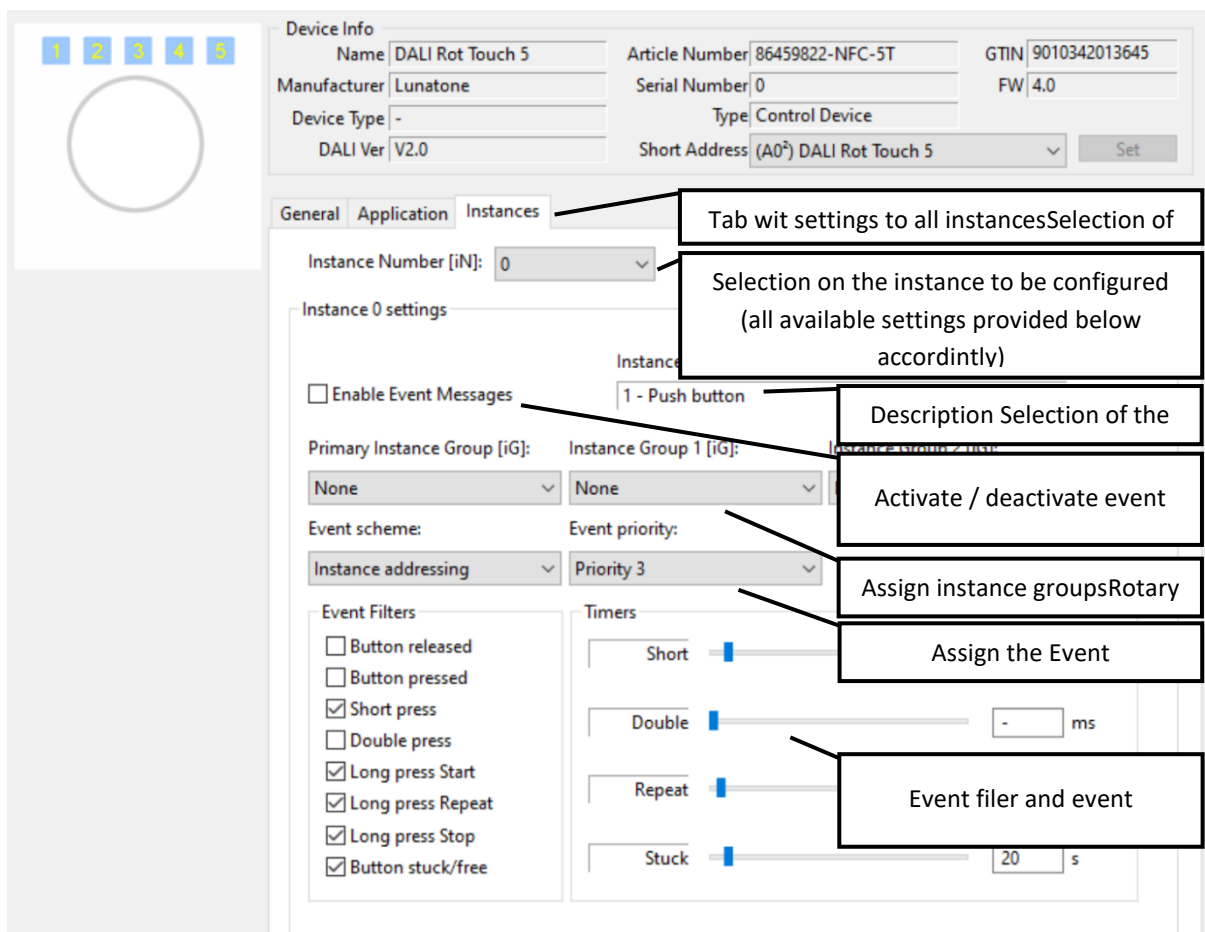 1 2 3 4 5
Device Info
Name DALI Rot Touch 5 Article Number 86459822-NFC-5T GTIN 9010342013645
Manufacturer Lunatone Serial Number 0 FW 4.0
Device Type - Type Control Device
DALI Ver V2.0 Short Address (A0²) DALI Rot Touch 5 Set
General Application Instances
Tab wit settings to all instancesSelection of
Instance Number [iN]: 0
Selection on the instance to be configured
(all available settings provided below
accordintly)
Instance 0 settings
Instance
Enable Event Messages 1 - Push button
Description Selection of the
Primary Instance Group [iG]: Instance Group 1 [iG]: Instance Group 2 [iG]:
None None
Activate / deactivate event
Event scheme: Event priority:
Instance addressing Priority 3
Assign instance groupsRotary
Event Filters Timers
Assign the Event
Button released
Short
Button pressed
Short press
Double - ms
Double press
Long press Start
Repeat
Long press Repeat
Event filer and event
Long press Stop
Stuck 20 s
Button stuck/free